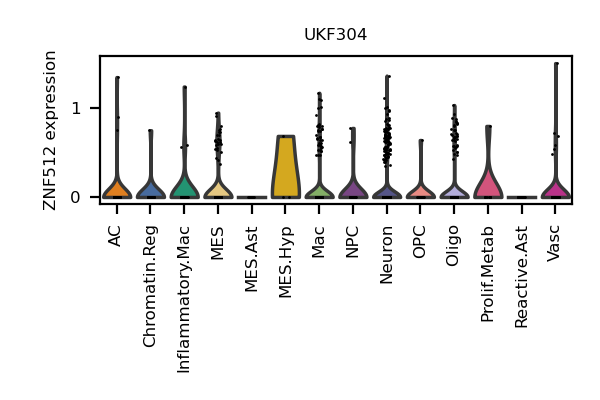 UKF304
ZNF512 expression
1
0
AC
Chromatin.Reg
Inflammatory.Mac
MES
MES.Ast
MES.Hyp
Mac
NPC
Neuron
OPC
Oligo
Prolif.Metab
Reactive.Ast
Vasc